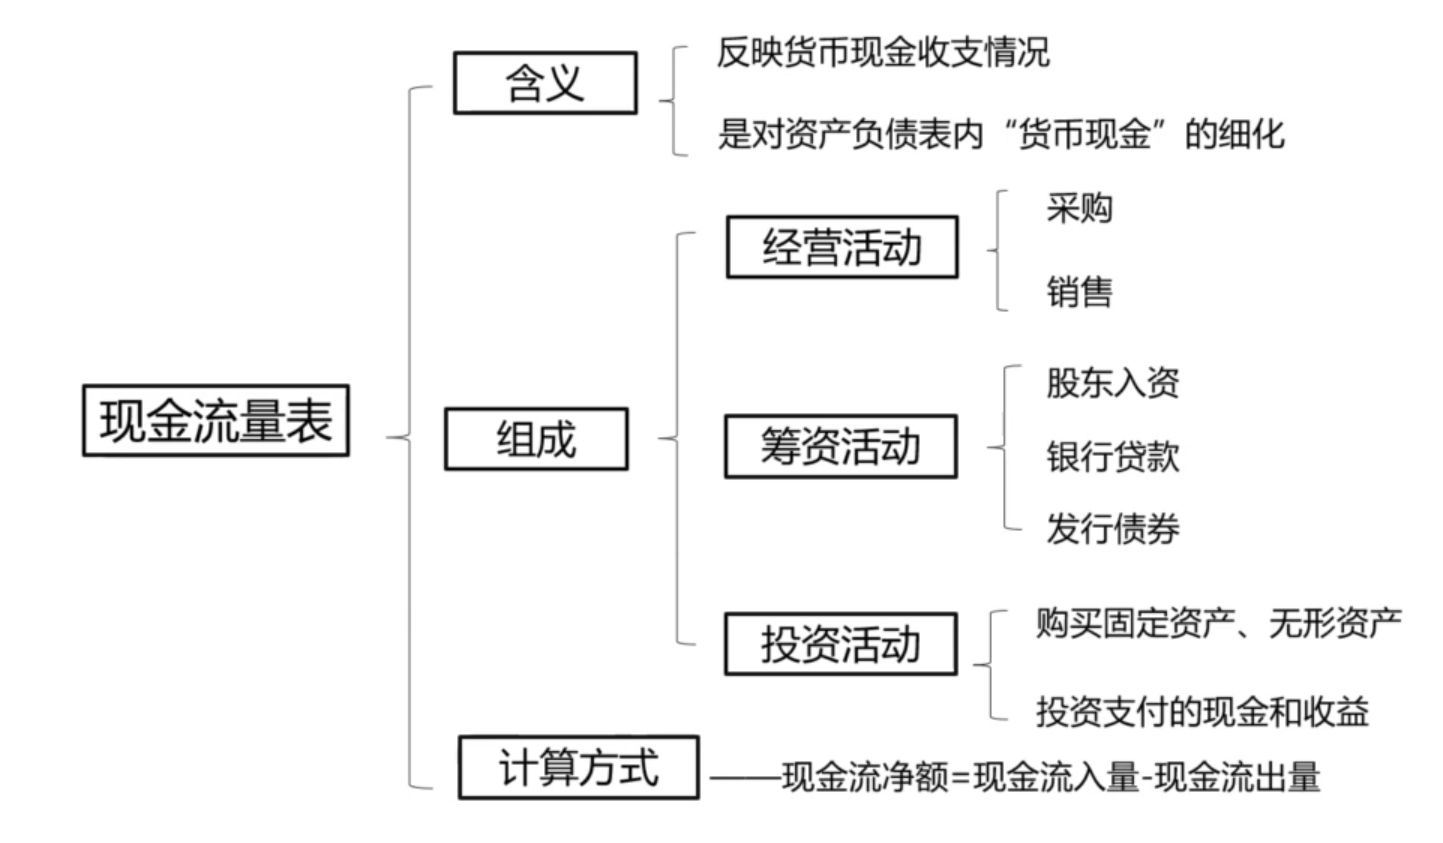 现金流量表
含义
反映货币现金收支情况
是对资产负债表内“货币现金”的细化
组成
经营活动
采购
销售
筹资活动
股东入资
银行贷款
发行债券
投资活动
购买固定资产、无形资产
投资支付的现金和收益
计算方式
——现金流净额=现金流入量-现金流出量